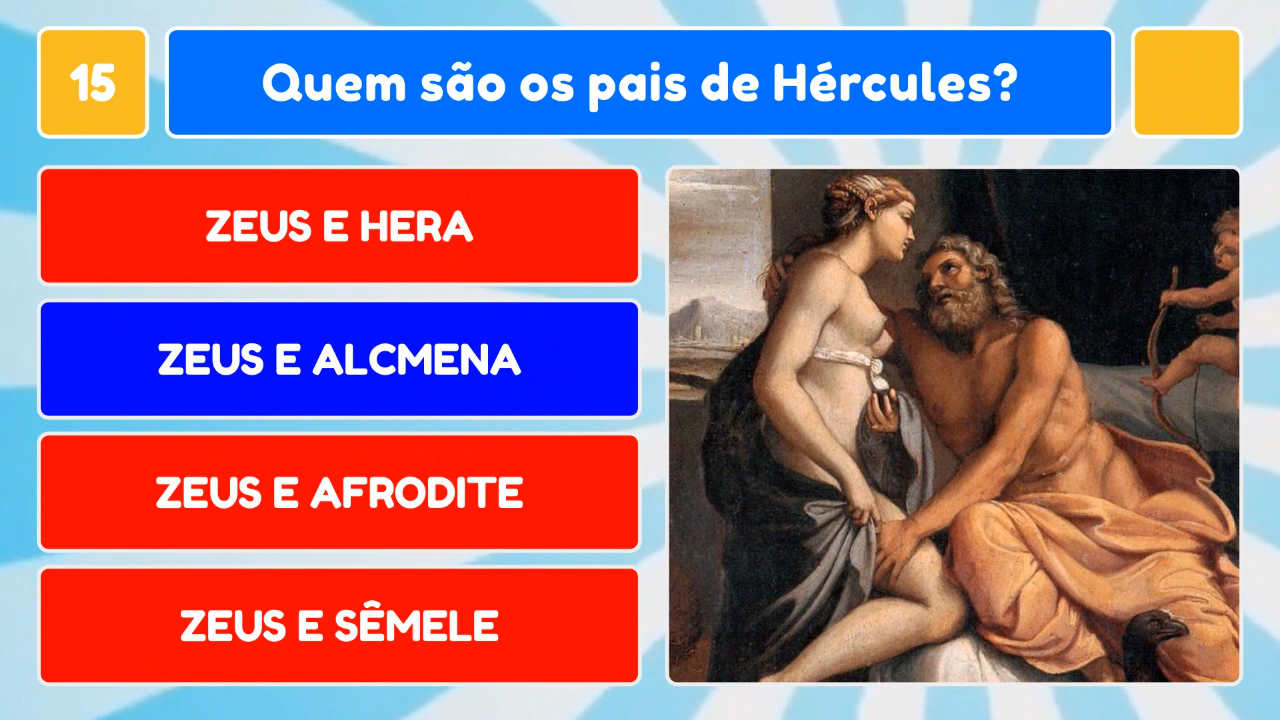 15
Quem são os pais de Hércules?
ZEUS E HERA
ZEUS E ALCMENA
ZEUS E AFRODITE
ZEUS E SÊMELE